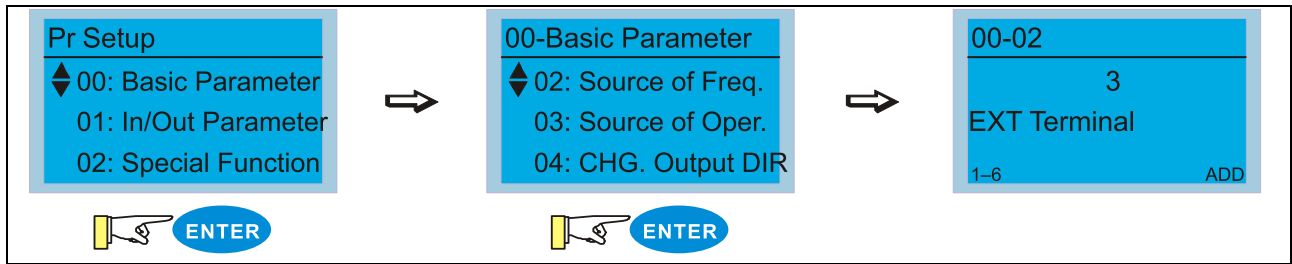 Pr Setup
00: Basic Parameter
01: In/Out Parameter
02: Special Function
ENTER
00-Basic Parameter
02: Source of Freq.
03: Source of Oper.
04: CHG. Output DIR
ENTER
00-02
3
EXT Terminal
1–6 ADD